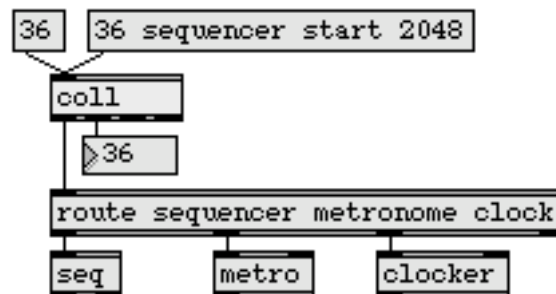 36 36 sequencer start 2048
coll
36
route sequencer metronome clock
seq metro clocker